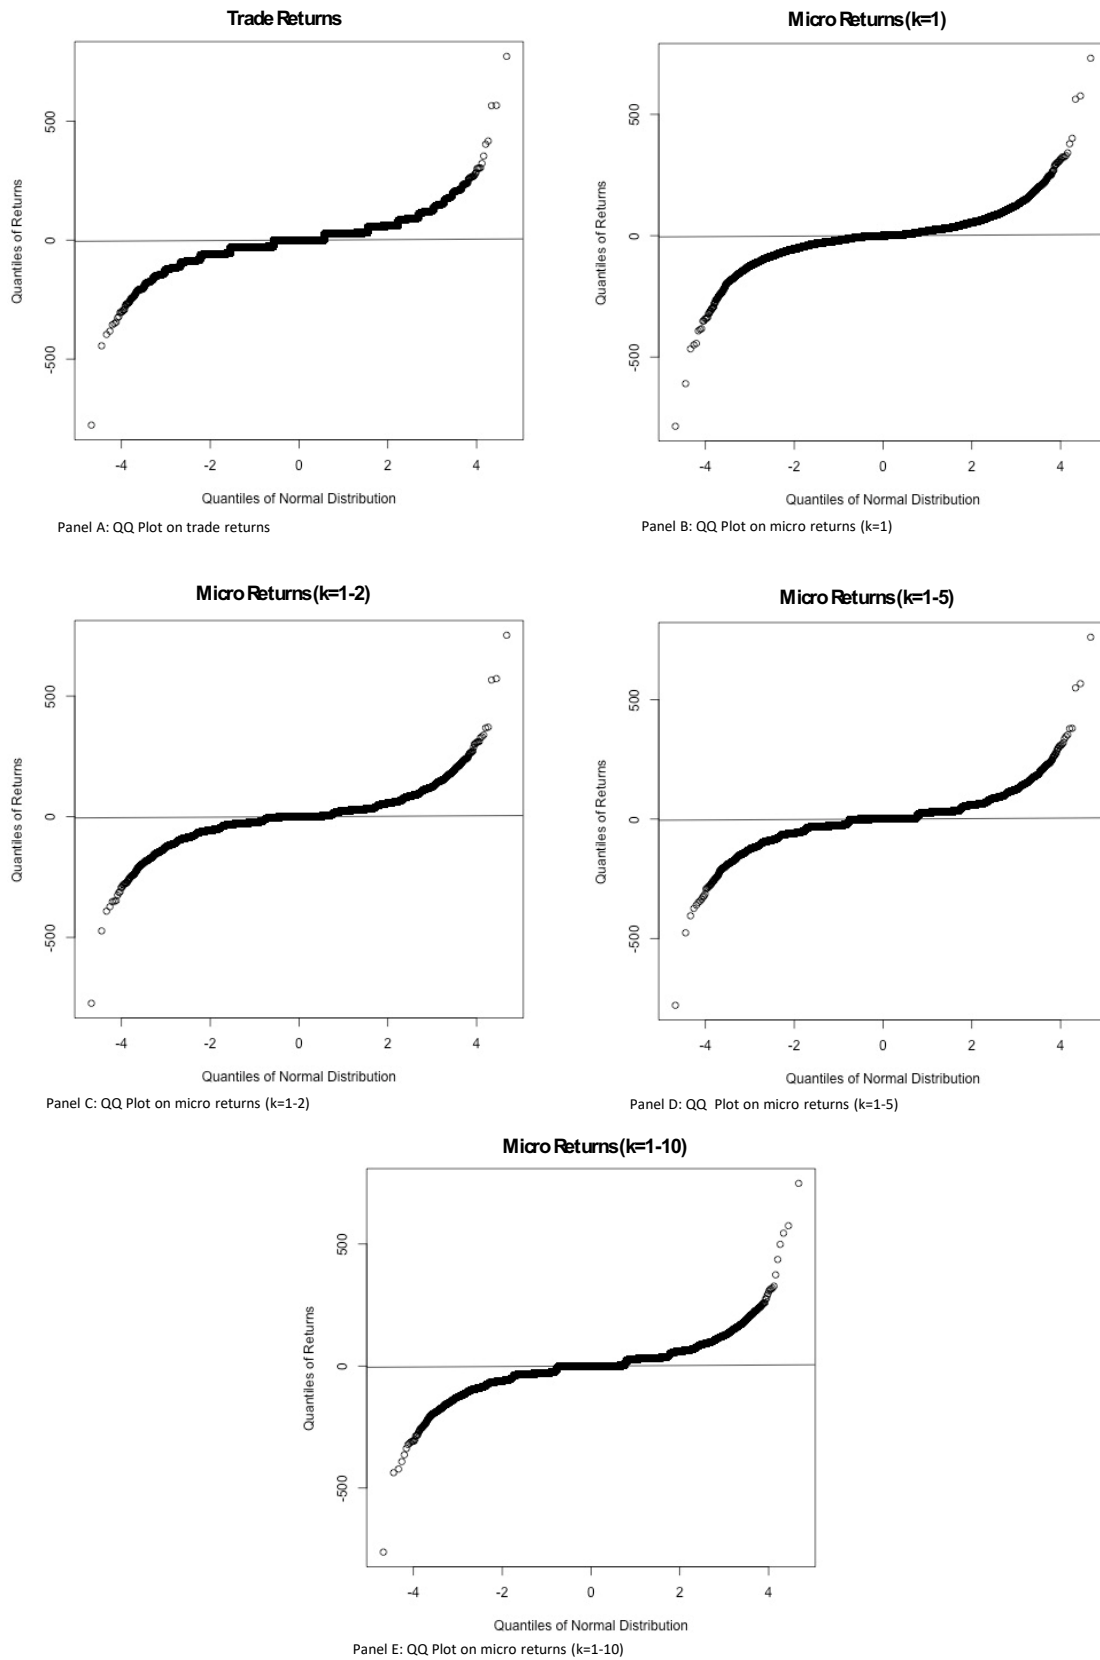 Trade Returns
Quantiles of Returns
500
0
-500
-4 -2 0 2 4
Quantiles of Normal Distribution
Panel A: QQ Plot on trade returns
Micro Returns (k=1)
Quantiles of Returns
500
0
-500
-4 -2 0 2 4
Quantiles of Normal Distribution
Panel B: QQ Plot on micro returns (k=1)
Micro Returns (k=1-2)
Quantiles of Returns
500
0
-500
-4 -2 0 2 4
Quantiles of Normal Distribution
Panel C: QQ Plot on micro returns (k=1-2)
Micro Returns (k=1-5)
Quantiles of Returns
500
0
-500
-4 -2 0 2 4
Quantiles of Normal Distribution
Panel D: QQ Plot on micro returns (k=1-5)
Micro Returns (k=1-10)
Quantiles of Returns
500
0
-500
-4 -2 0 2 4
Quantiles of Normal Distribution
Panel E: QQ Plot on micro returns (k=1-10)